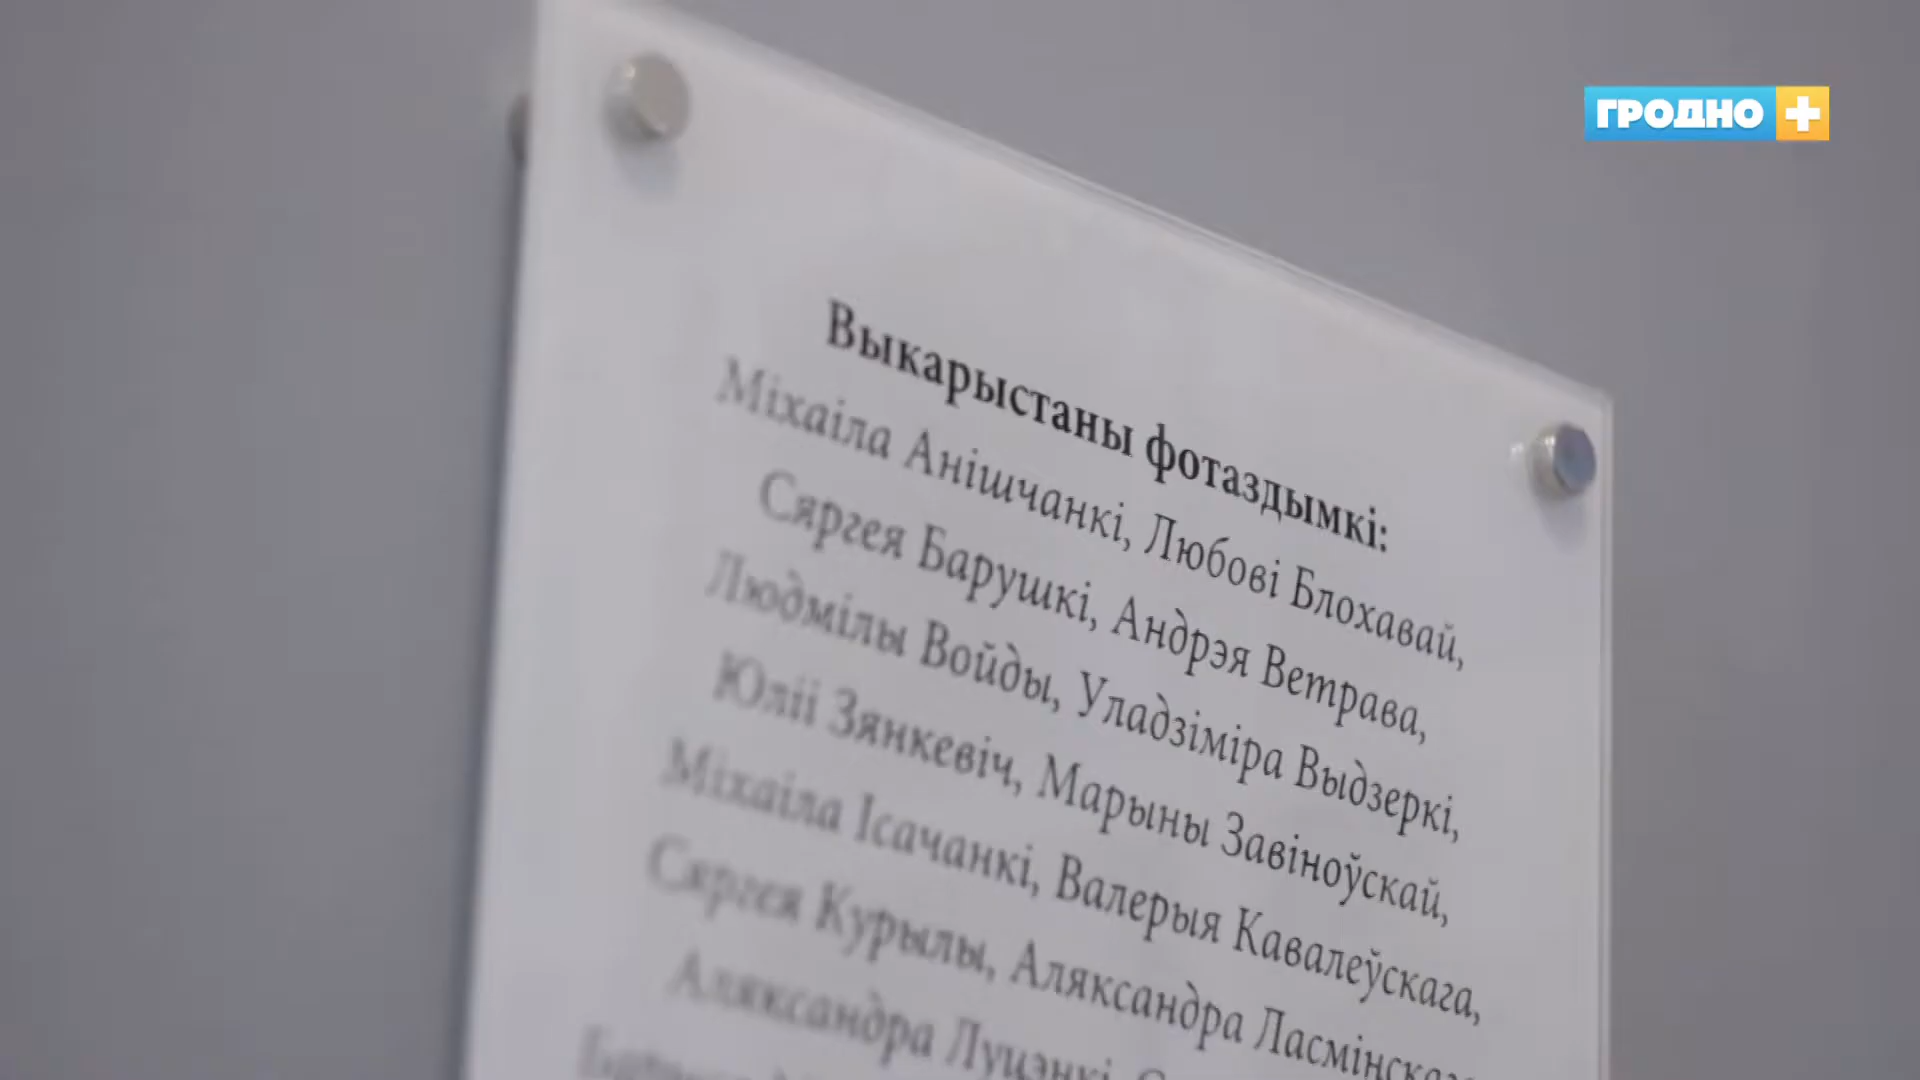 ГРОДНО +
Выкарыстаны фотаздымкі:
Міхаіла Анішчанкі, Любові Блохавай,
Сяргея Барушкі, Андрэя Ветрава,
Людмілы Войды, Уладзіміра Выдзеркі,
Юліі Зянкевіч, Марыны Завіноўскай,
Міхаіла Ісачанкі, Валерыя Кавалеўскага,
Сяргея Курылы, Аляксандра Ласмінскага
Аляксандра Луцэнкі,